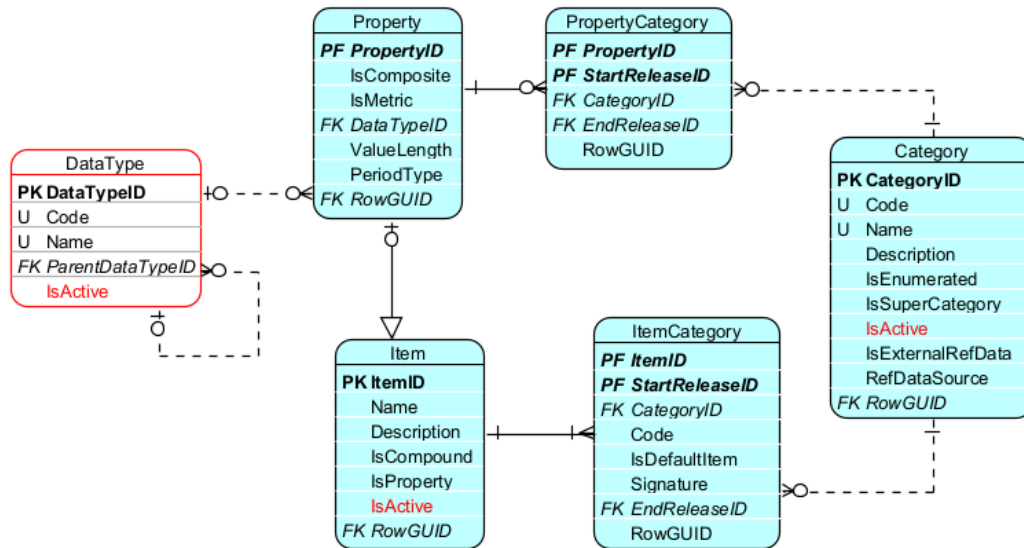 Property
PF PropertyID
IsComposite
IsMetric
FK DataTypeID
ValueLength
PeriodType
FK RowGUID
PropertyCategory
PF PropertyID
PF StartReleaseID
FK CategoryID
FK EndReleaseID
RowGUID
DataType
PK DataTypeID
U Code
U Name
FK ParentDataTypeID
IsActive
Category
PK CategoryID
U Code
U Name
Description
IsEnumerated
IsSuperCategory
IsActive
IsExternalRefData
RefDataSource
FK RowGUID
Item
PK ItemID
Name
Description
IsCompound
IsProperty
IsActive
FK RowGUID
ItemCategory
PF ItemID
PF StartReleaseID
FK CategoryID
Code
IsDefaultItem
Signature
FK EndReleaseID
RowGUID